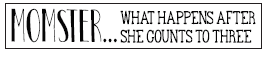 MOMSTER... WHAT HAPPENS AFTER
SHE COUNTS TO THREE